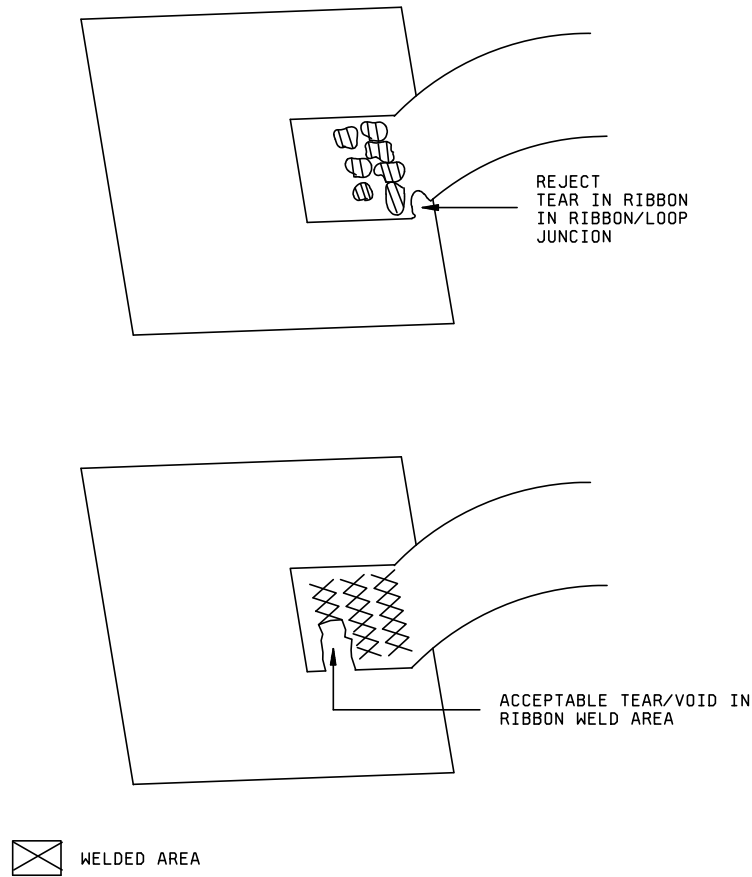 REJECT
TEAR IN RIBBON
IN RIBBON/LOOP
JUNCION
ACCEPTABLE TEAR/VOID IN
RIBBON WELD AREA
WELDED AREA